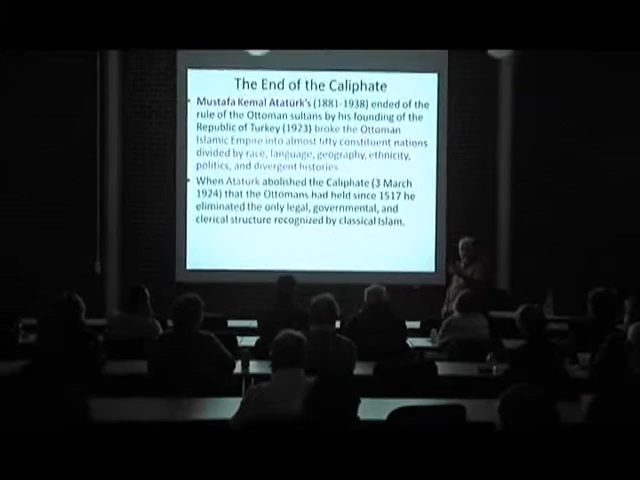 The End of the Caliphate
• Mustafa Kemal Atatürk's (1881-1938) ended of the
rule of the Ottoman sultans by his founding of the
Republic of Turkey (1923) broke the Ottoman
Islamic Empire into almost fifty constituent nations
divided by race, language, geography, ethnicity,
politics, and divergent histories.
• When Ataturk abolished the Caliphate (3 March
1924) that the Ottomans had held since 1517 he
eliminated the only legal, governmental, and
clerical structure recognized by classical Islam.